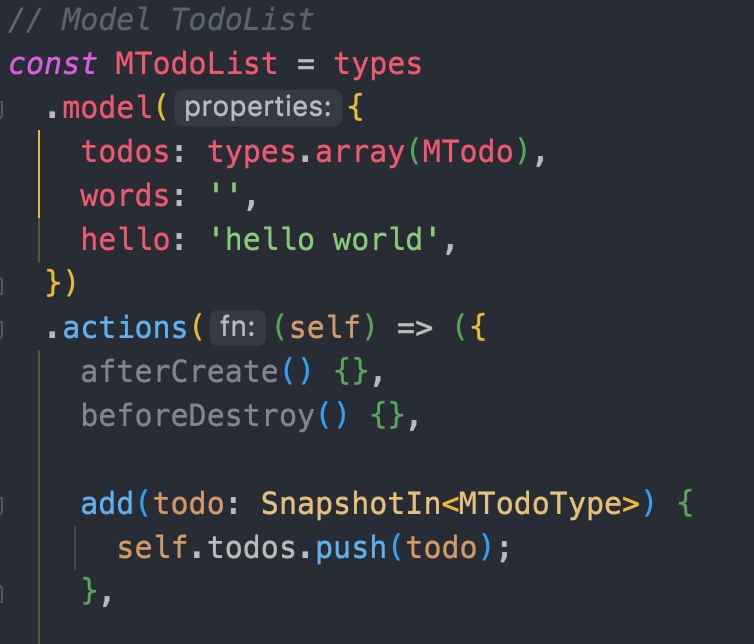 // Model TodoList
const MTodoList = types
.model( properties: {
todos: types.array(MTodo),
words: '',
hello: 'hello world',
})
.actions( fn: (self) => ({
afterCreate() {},
beforeDestroy() {},
add(todo: SnapshotIn<MTodoType>) {
self.todos.push(todo);
},